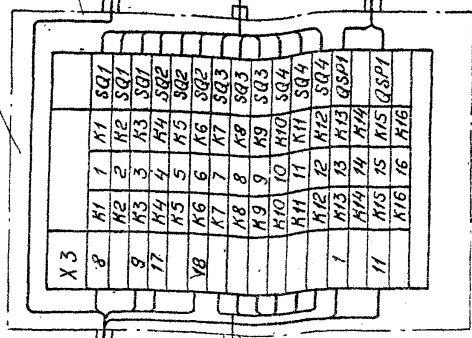 X3
8 K1 1 K1 SQ1
K2 2 K2 SQ1
9 K3 3 K3 SQ1
17 K4 4 K4 SQ2
K5 5 K5 SQ2
18 K6 6 K6 SQ2
K7 7 K7 SQ3
K8 8 K8 SQ3
K9 9 K9 SQ3
K10 10 K10 SQ4
K11 11 K11 SQ4
K12 12 K12 SQ4
1 K13 13 K13 QSP1
K14 14 K14
11 K15 15 K15 QSP1
K16 16 K16